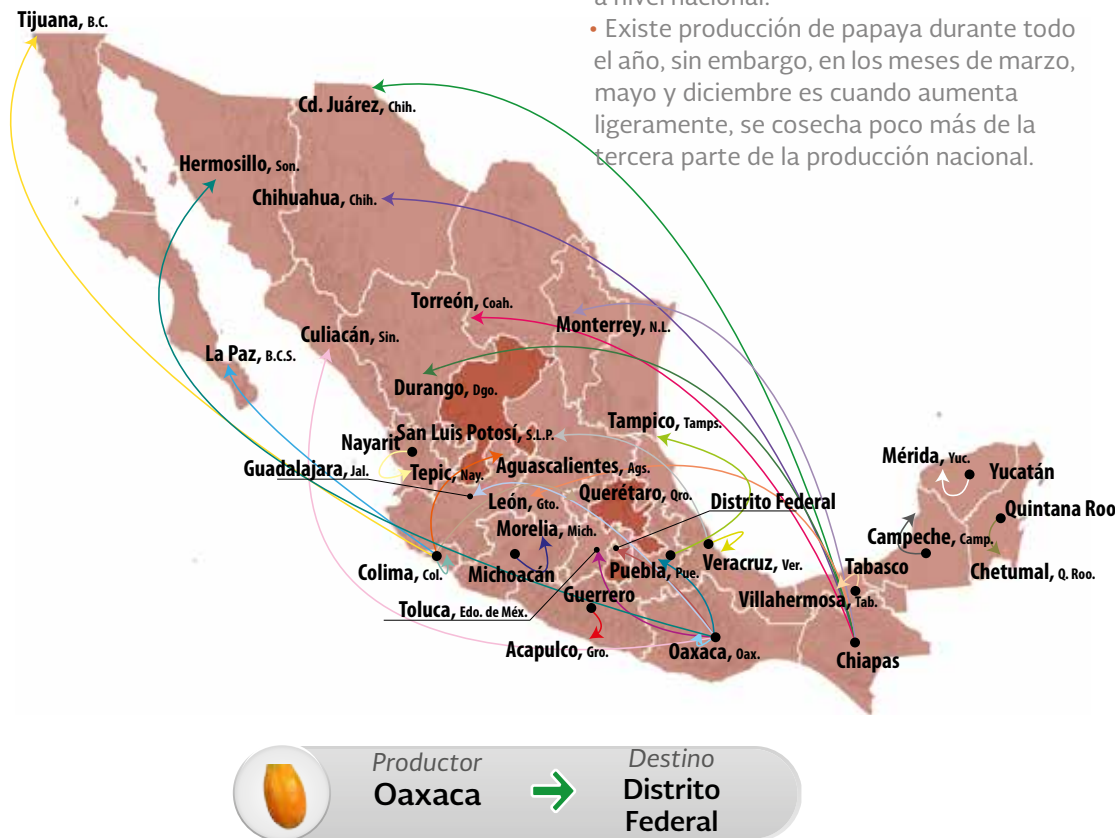 a nivel nacional.
• Existe producción de papaya durante todo
el año, sin embargo, en los meses de marzo,
mayo y diciembre es cuando aumenta
ligeramente, se cosecha poco más de la
tercera parte de la producción nacional.
Tijuana, B.C.
Cd. Juárez, Chih.
Hermosillo, Son.
Chihuahua, Chih.
Torreón, Coah.
Monterrey, N.L.
Culiacán, Sin.
La Paz, B.C.S.
Durango, Dgo.
Tampico, Tamps.
Nayarit
San Luis Potosí, S.L.P.
Guadalajara, Jal.
Tepic, Nay.
Aguascalientes, Ags.
Mérida, Yuc.
Yucatán
León, Gto.
Querétaro, Qro.
Distrito Federal
Quintana Roo
Morelia, Mich.
Campeche, Camp.
Colima, Col.
Michoacán
Puebla, Pue.
Veracruz, Ver.
Tabasco
Chetumal, Q. Roo.
Guerrero
Villahermosa, Tab.
Toluca, Edo. de Méx.
Acapulco, Gro.
Oaxaca, Oax.
Chiapas
Productor
Oaxaca
Destino
Distrito
Federal